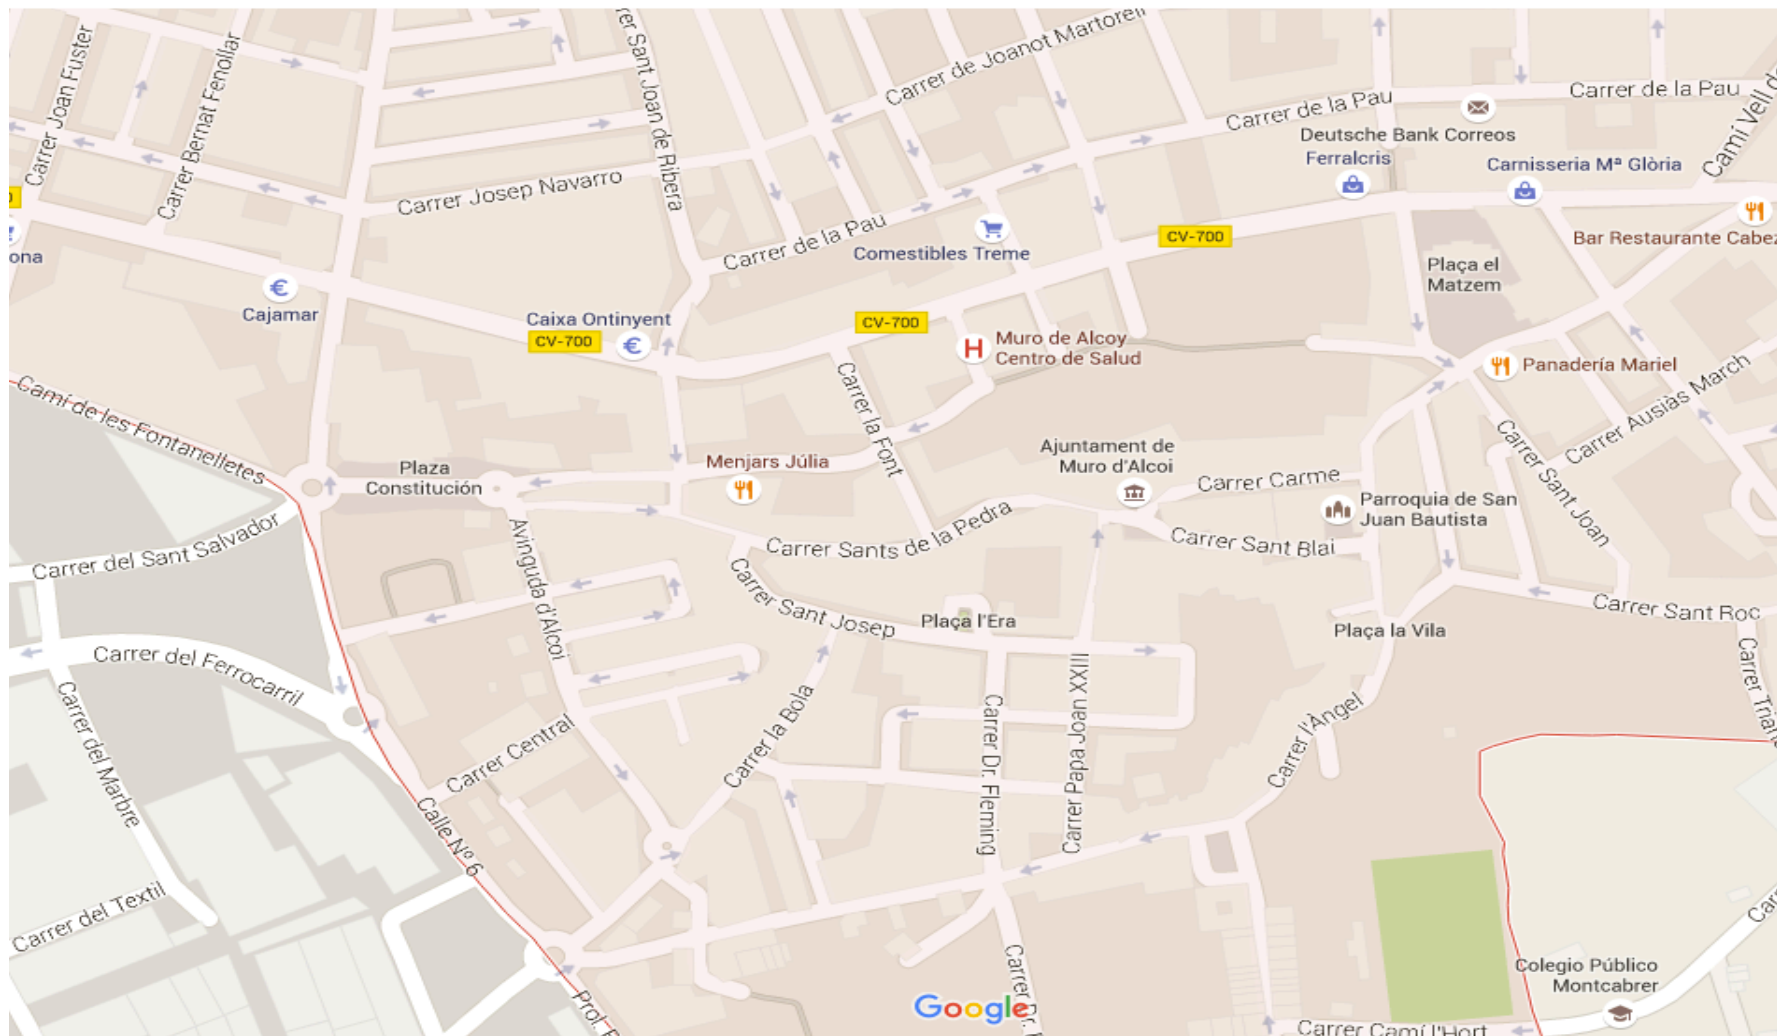 Carrer Joan Fuster
Carrer Bernat Fenollar
rer Sant Joan de Ribera
Carrer de Joanot Martorell
Carrer de la Pau
Carrer de la Pau
Camí Vell d
Deutsche Bank Correos
Ferralcris
Carnisseria Mª Glòria
Carrer Josep Navarro
Carrer de la Pau
Comestibles Treme
CV-700
Bar Restaurante Cabez
ona
Plaça el
Matzem
Cajamar
Caixa Ontinyent
CV-700
CV-700
H
Muro de Alcoy
Centro de Salud
Panadería Mariel
Camí de les Fontanelletes
Carrer la Font
Carrer Ausiàs March
Plaza
Constitución
Menjars Júlia
Ajuntament de
Muro d'Alcoi
Carrer Carme
Carrer Sant Joan
Parroquia de San
Juan Bautista
Carrer del Sant Salvador
Avinguda d'Alcoi
Carrer Sants de la Pedra
Carrer Sant Blai
Carrer Sant Josep
Plaça l'Era
Plaça la Vila
Carrer Sant Roc
Carrer del Ferrocarril
Carrer del Marbre
Carrer Central
Carrer la Bola
Carrer Dr. Fleming
Carrer Papa Joan XXIII
Carrer l'Àngel
Carrer Tria
Calle Nº 6
Carrer del Textil
Car
Colegio Público
Montcabrer
Prol.
Google
Carrer Dr.
Carrer Camí l'Hort